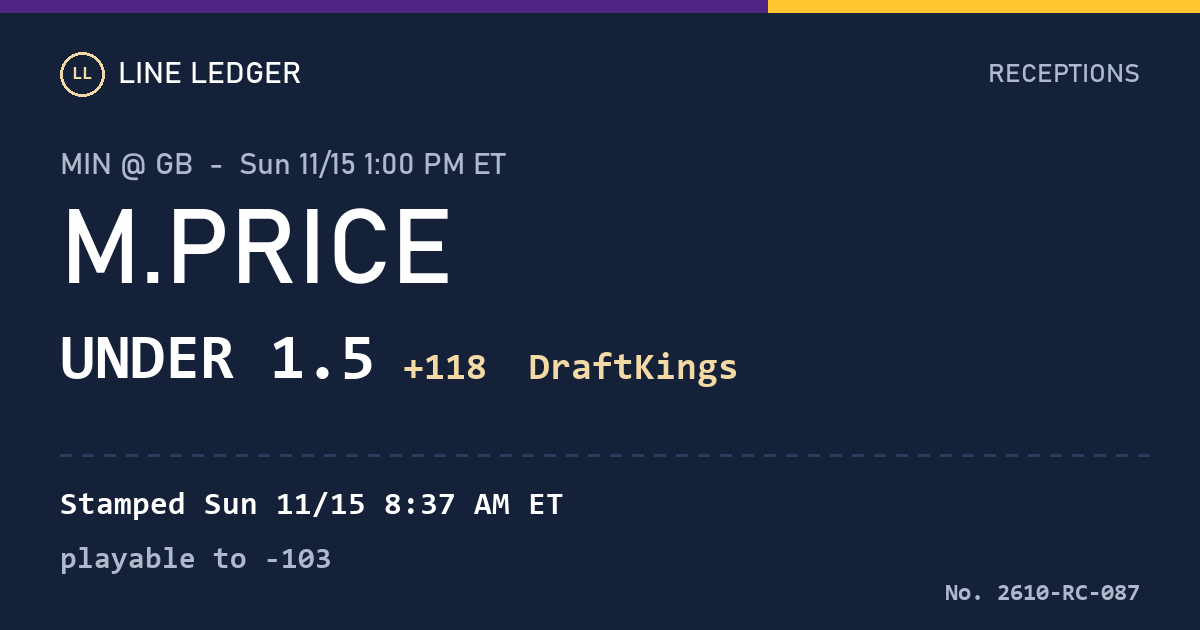 LL LINE LEDGER
RECEPTIONS
MIN @ GB - Sun 11/15 1:00 PM ET
M.PRICE
UNDER 1.5 +118 DraftKings
Stamped Sun 11/15 8:37 AM ET
playable to -103
No. 2610-RC-087